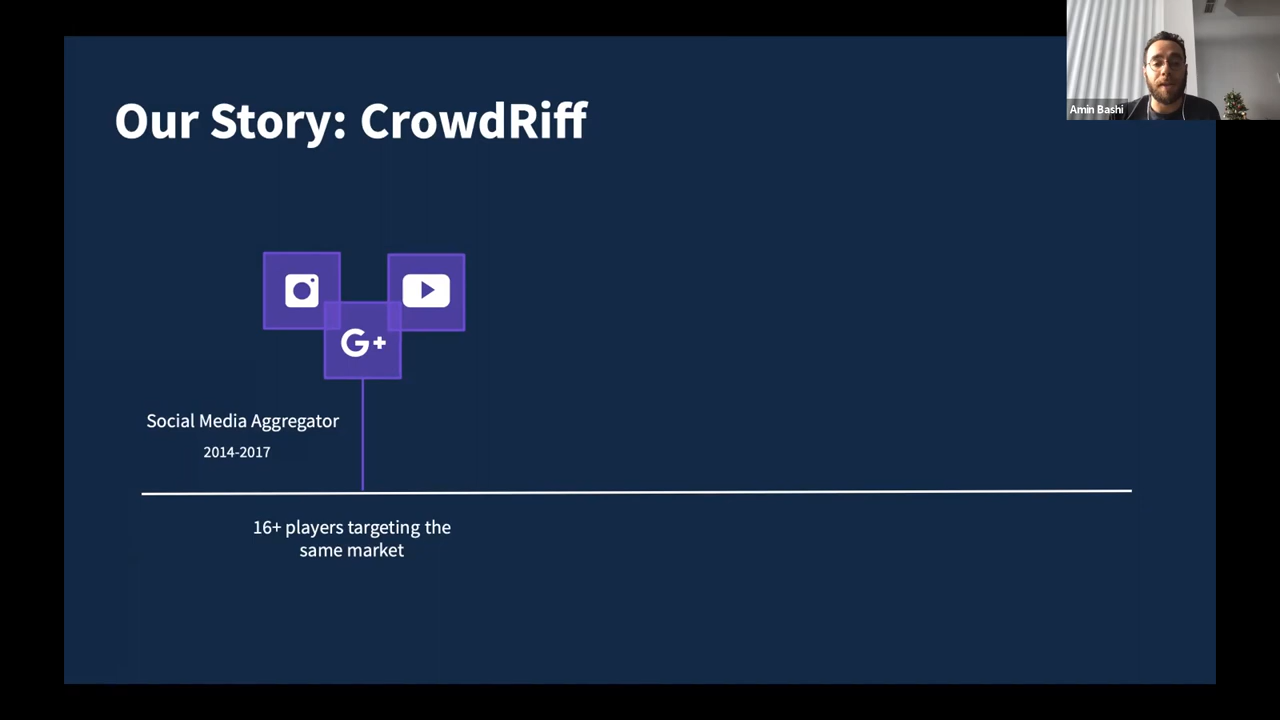 Our Story: CrowdRiff
Amin Bashi
G+
Social Media Aggregator
2014-2017
16+ players targeting the
same market